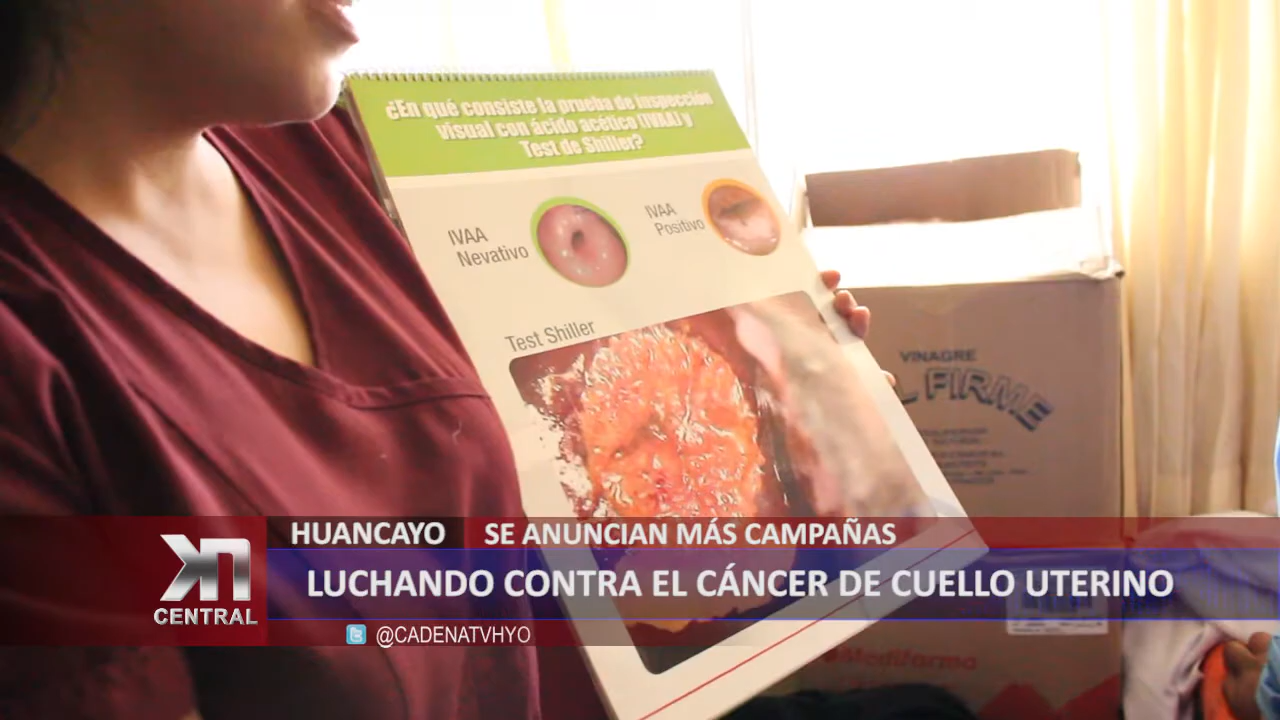 ¿En qué consiste la prueba de inspección
visual con ácido acético (IVAA) y
Test de Shiller?
IVAA
Nevativo
IVAA
Positivo
Test Shiller
VINAGRE
FIRME
Medifarma
HUANCAYO
SE ANUNCIAN MÁS CAMPAÑAS
LUCHANDO CONTRA EL CÁNCER DE CUELLO UTERINO
CENTRAL
@CADENATVHYO